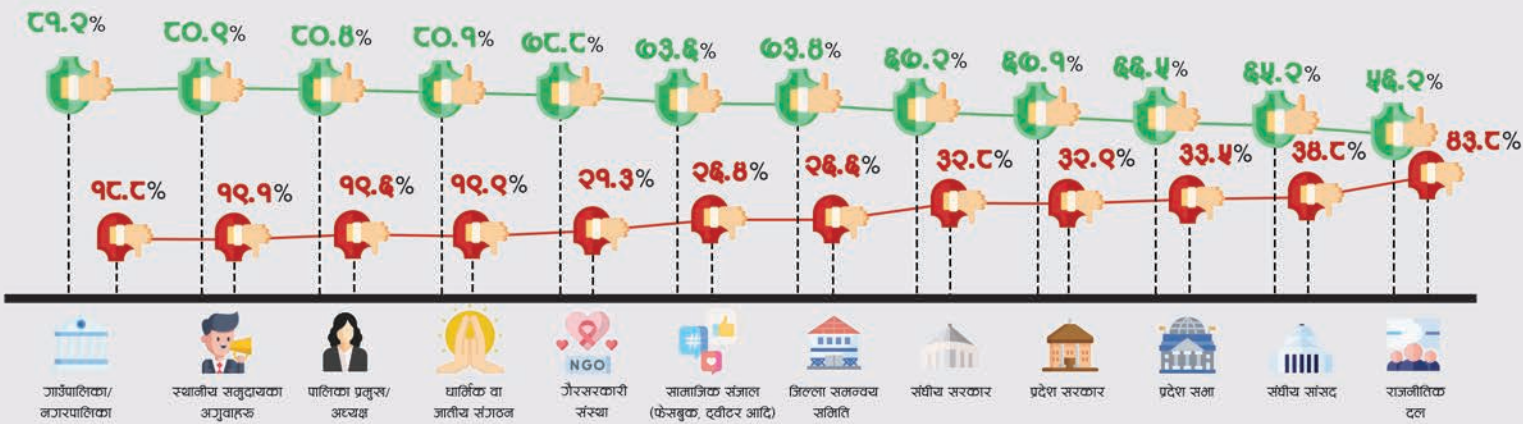 ८१.२% ८०.९% ८०.४% ८०.१% ७८.८% ७३.६% ७३.४% ६७.२% ६७.१% ६६.५% ६५.२% ५६.२%
१८.८% १९.१% १९.६% १९.९% २१.३% २६.४% २६.६% ३२.८% ३२.९% ३३.५% ३४.८% ४३.८%
NGO
गाउँपालिका/ स्थानीय समुदायका पालिका प्रमुख/ धार्मिक वा गैरसरकारी सामाजिक संजाल जिल्ला समन्वय संघीय सरकार प्रदेश सरकार प्रदेश सभा संघीय सांसद राजनीतिक
नगरपालिका अगुवाहरु अध्यक्ष जातीय संगठन संस्था (फेसबुक, ट्वीटर आदि) समिति दल